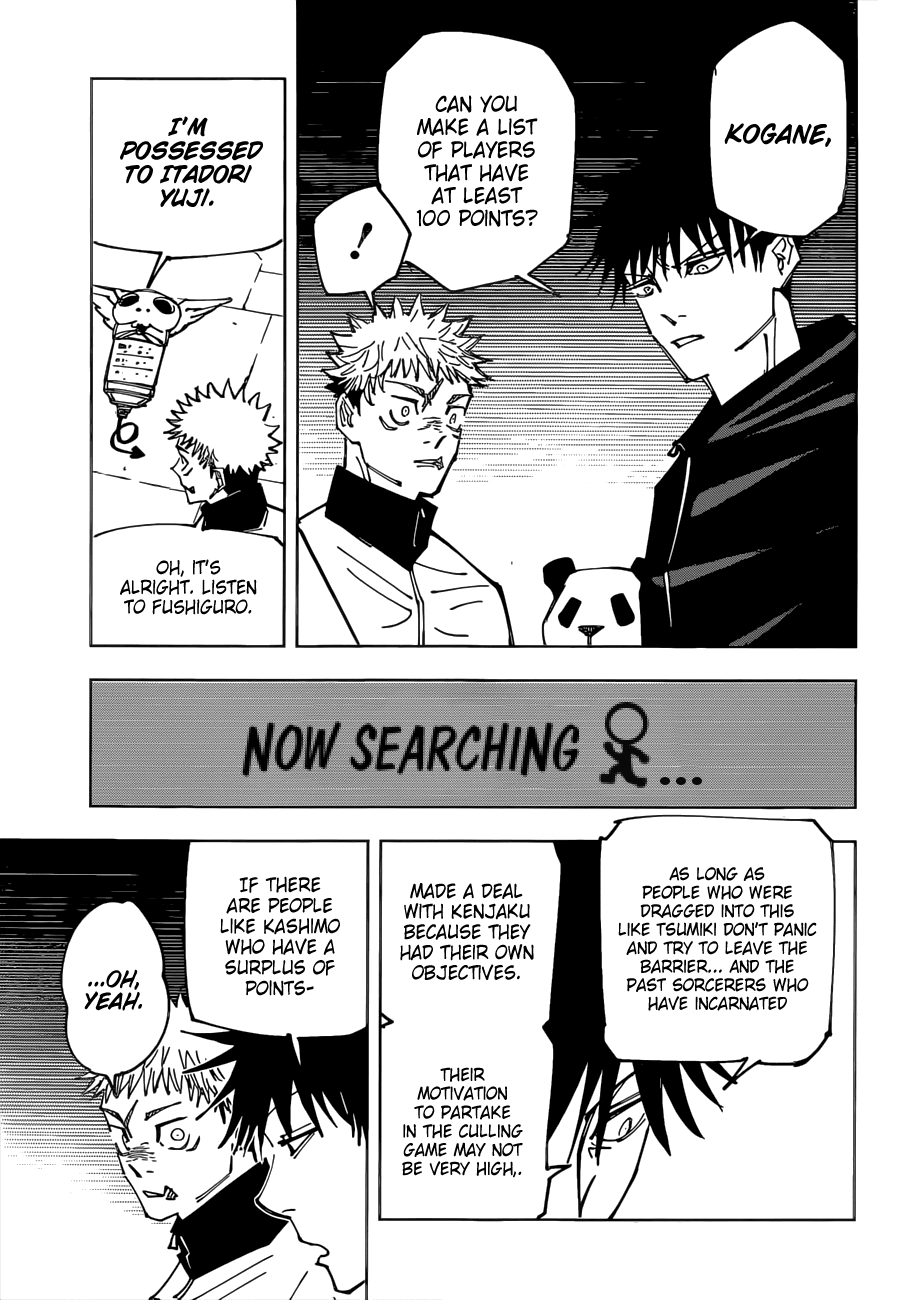 KOGANE,
CAN YOU
MAKE A LIST
OF PLAYERS
THAT HAVE
AT LEAST
100 POINTS?
!
I'M
POSSESSED
TO ITADORI
YUJI.
OH, IT'S
ALRIGHT. LISTEN
TO FUSHIGURO.
NOW SEARCHING ...
AS LONG AS
PEOPLE WHO WERE
DRAGGED INTO THIS
LIKE TSUMIKI DON'T PANIC
AND TRY TO LEAVE THE
BARRIER... AND THE
PAST SORCERERS WHO
HAVE INCARNATED
MADE A DEAL
WITH KENJAKU
BECAUSE THEY
HAD THEIR OWN
OBJECTIVES.
THEIR
MOTIVATION
TO PARTAKE
IN THE CULLING
GAME MAY NOT
BE VERY HIGH,.
IF THERE
ARE PEOPLE
LIKE KASHIMO
WHO HAVE A
SURPLUS OF
POINTS-
...OH,
YEAH.